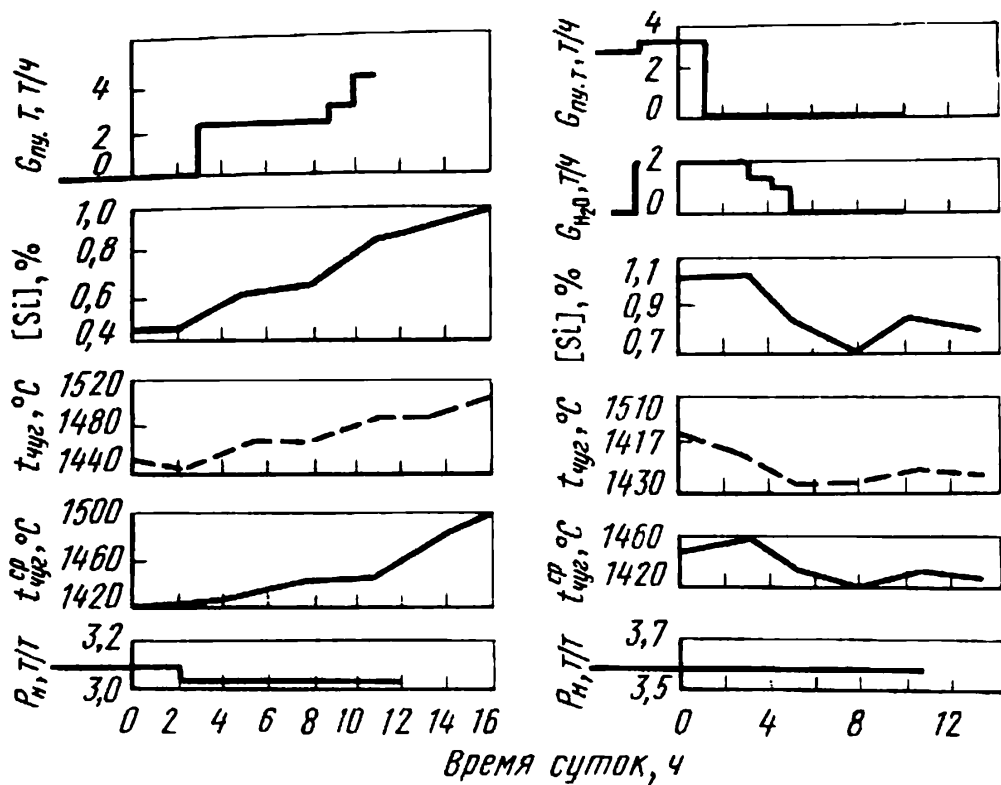 G пу. т, т/ч
4
2
0
[Si], %
1,0
0,8
0,6
0,4
t чуг, °C
1520
1480
1440
t ср чуг, °C
1500
1460
1420
Pи, т/т
3,2
3,0
0 2 4 6 8 10 12 14 16
G пу. т, т/ч
4
2
0
G H₂O, т/ч
2
0
[Si], %
1,1
0,9
0,7
t чуг, °C
1510
1417
1430
t ср чуг, °C
1460
1420
Pи, т/т
3,7
3,5
0 4 8 12
Время суток, ч